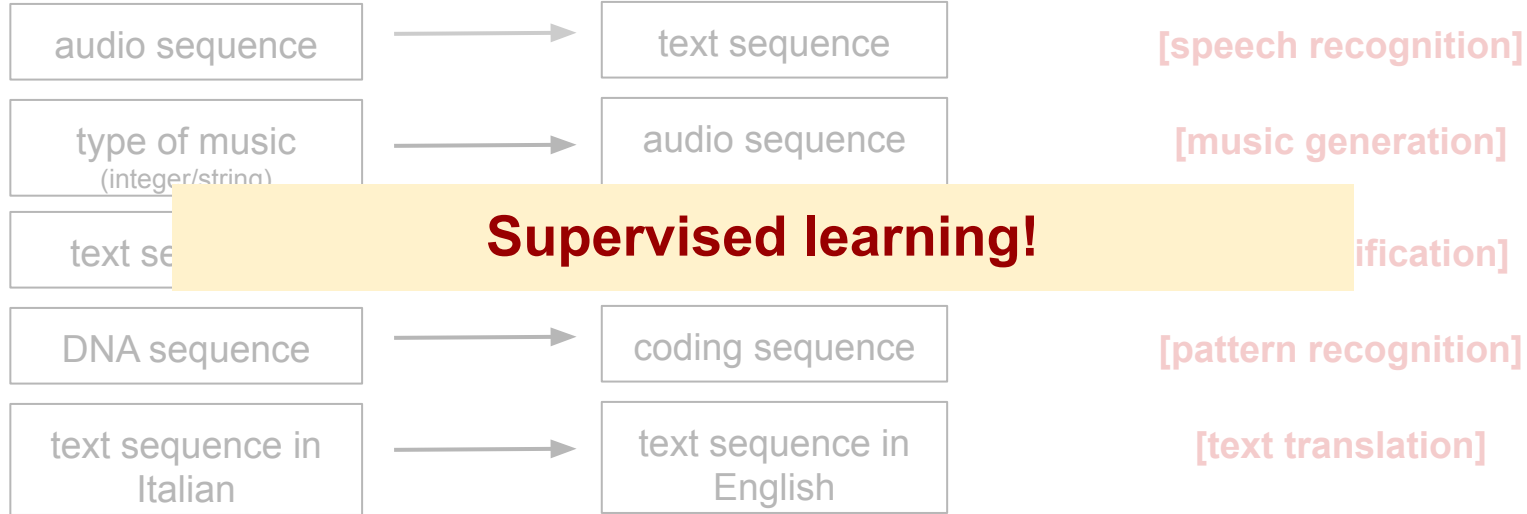 audio sequence
text sequence
[speech recognition]
type of music
(integer/string)
audio sequence
[music generation]
Supervised learning!
text
DNA sequence
coding sequence
[pattern recognition]
text sequence in
Italian
text sequence in
English
[text translation]